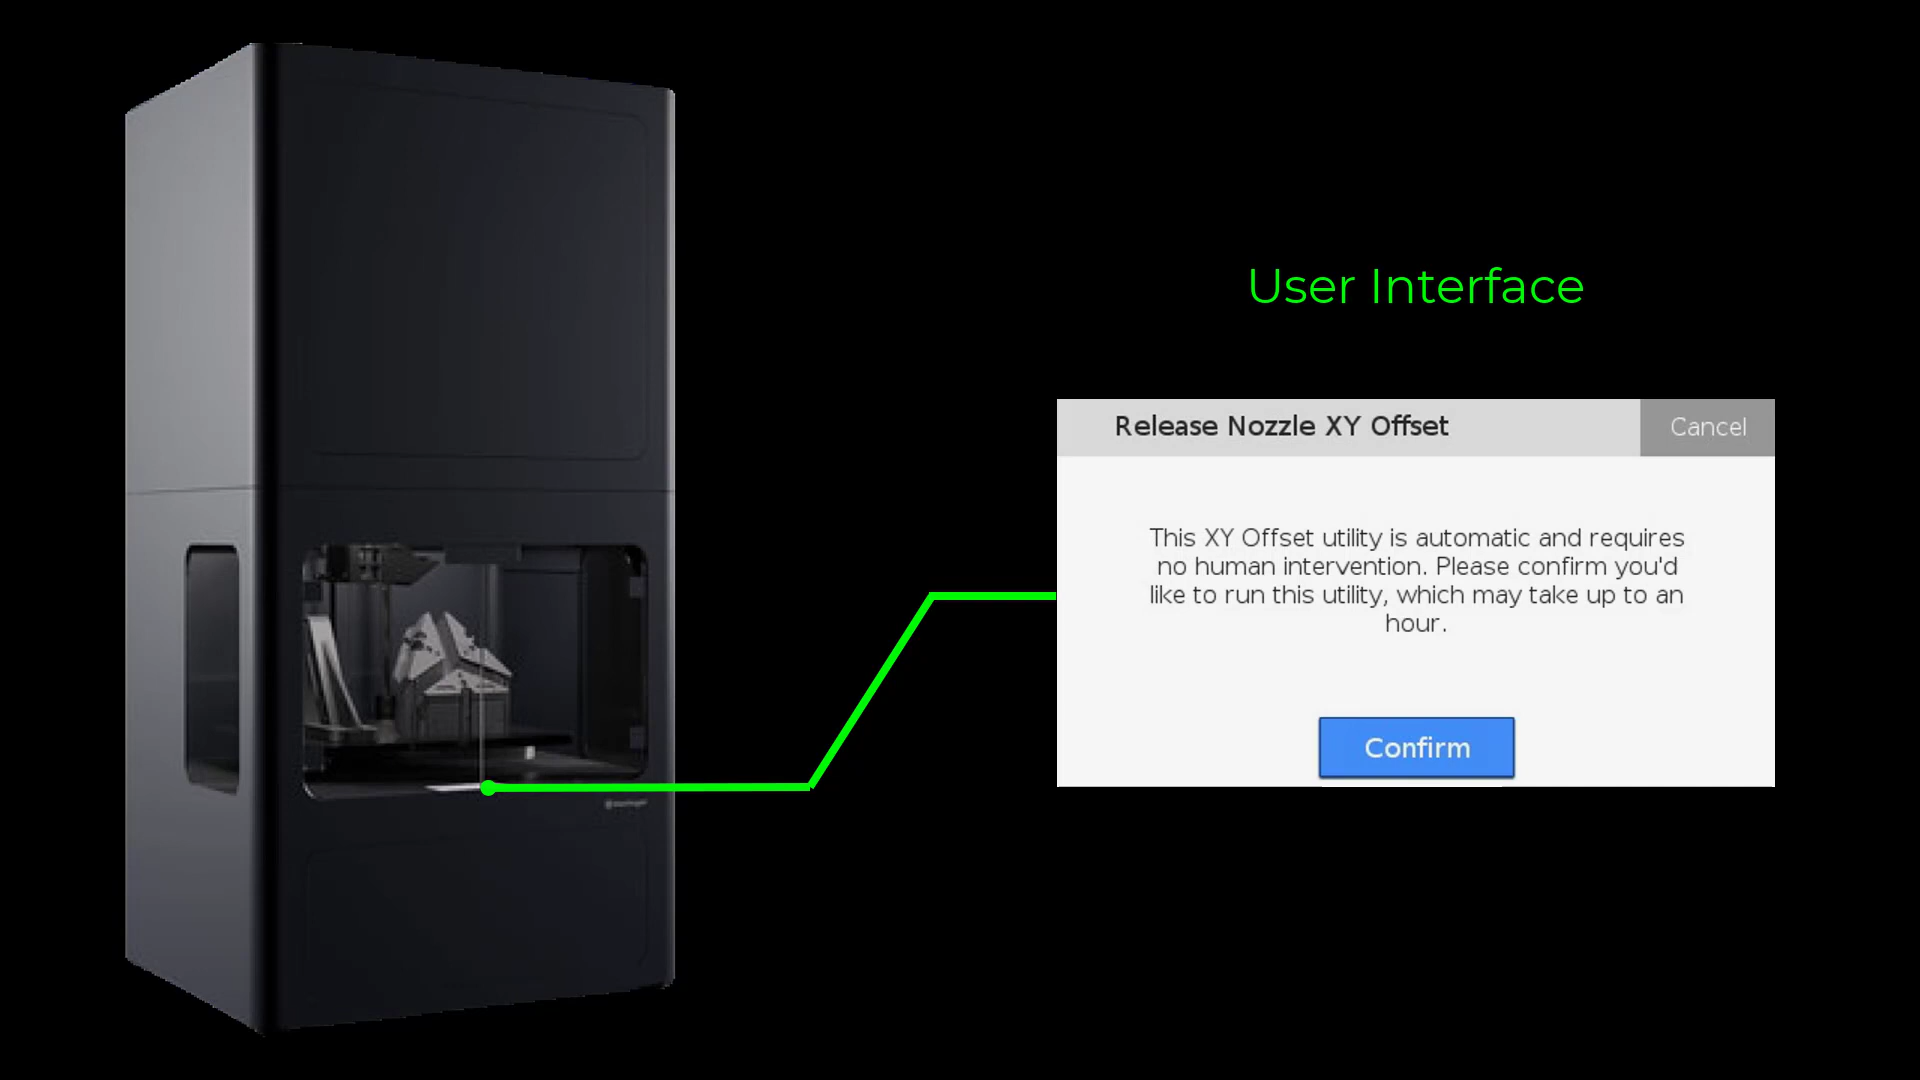 User Interface
Release Nozzle XY Offset
Cancel
This XY Offset utility is automatic and requires
no human intervention. Please confirm you'd
like to run this utility, which may take up to an
hour.
Confirm